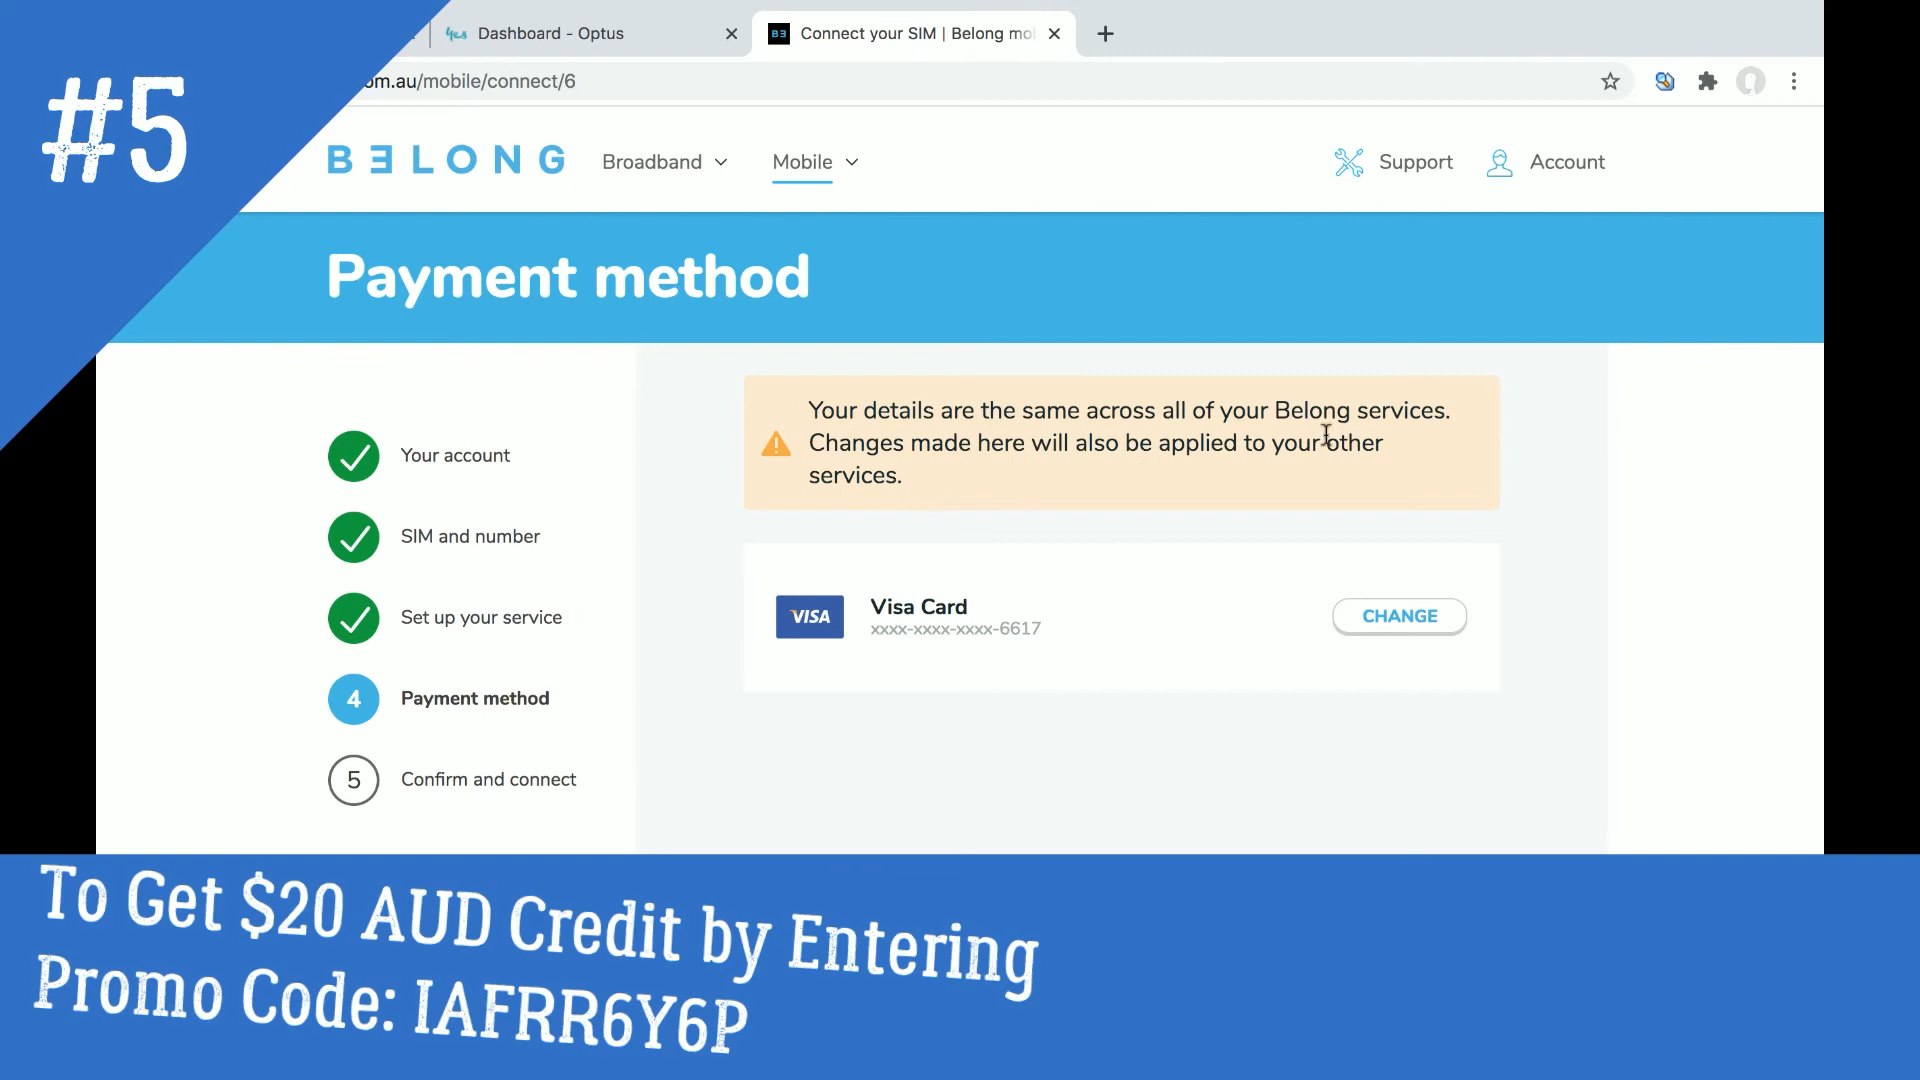 #5
yes Dashboard - Optus
BE Connect your SIM | Belong mo
om.au/mobile/connect/6
BELONG Broadband Mobile Support Account
Payment method
Your account
SIM and number
Set up your service
4 Payment method
5 Confirm and connect
Your details are the same across all of your Belong services.
Changes made here will also be applied to your other
services.
VISA Visa Card
xxxx-xxxx-xxxx-6617
CHANGE
To Get $20 AUD Credit by Entering
Promo Code: IAFRR6Y6P